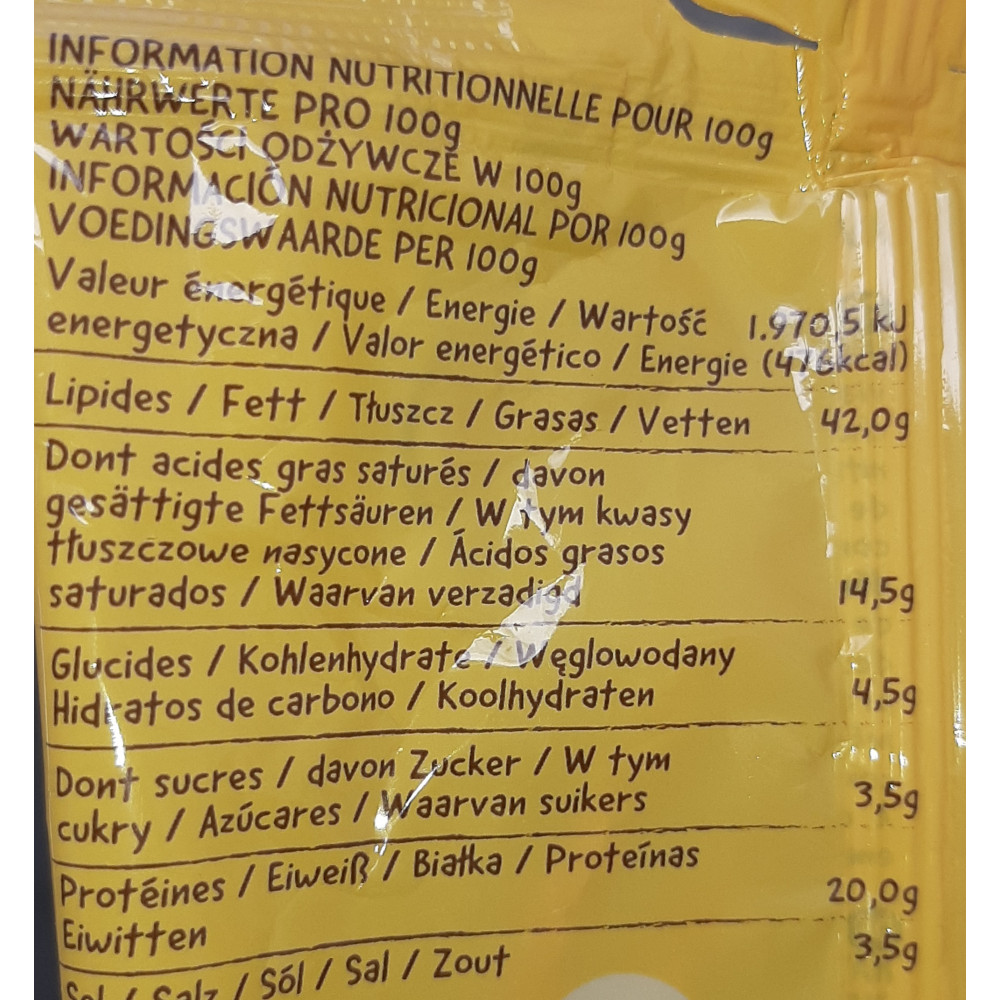 INFORMATION NUTRITIONNELLE POUR 100g
NÄHRWERTE PRO 100g
WARTOŚCI ODŻYWCZE W 100g
INFORMACIÓN NUTRICIONAL POR 100g
VOEDINGSWAARDE PER 100g
Valeur énergétique / Energie / Wartość 1.970,5 kJ
energetyczna / Valor energético / Energie (476kcal)
Lipides / Fett / Tłuszcz / Grasas / Vetten 42,0g
Dont acides gras saturés / davon
gesättigte Fettsäuren / W tym kwasy
tłuszczowe nasycone / Ácidos grasos
saturados / Waarvan verzadigd 14,5g
Glucides / Kohlenhydrate / Węglowodany
Hidratos de carbono / Koolhydraten 4,5g
Dont sucres / davon Zucker / W tym
cukry / Azúcares / Waarvan suikers 3,5g
Protéines / Eiweiß / Białka / Proteínas
Eiwitten 20,0g
Sel / Salz / Sól / Sal / Zout 3,5g